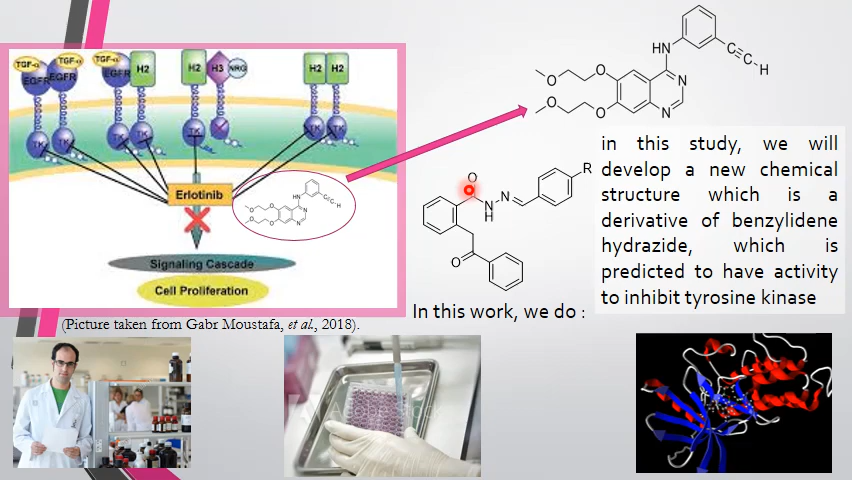 TGF-α
TGF-α
EGFR
EGFR
TGF-α
EGFR
H2
H2
H3
NRG
H2
H2
TK
TK
TK
TK
TK
TK
TK
Erlotinib
HN
C
C
H
O
O
O
O
N
N
Signaling Cascade
Cell Proliferation
(Picture taken from Gabr Moustafa, et al., 2018).
HN
C
C
H
O
O
O
O
N
N
O
N
H
N
R
O
in this study, we will
develop a new chemical
structure which is a
derivative of benzylidene
hydrazide, which is
predicted to have activity
to inhibit tyrosine kinase
In this work, we do :